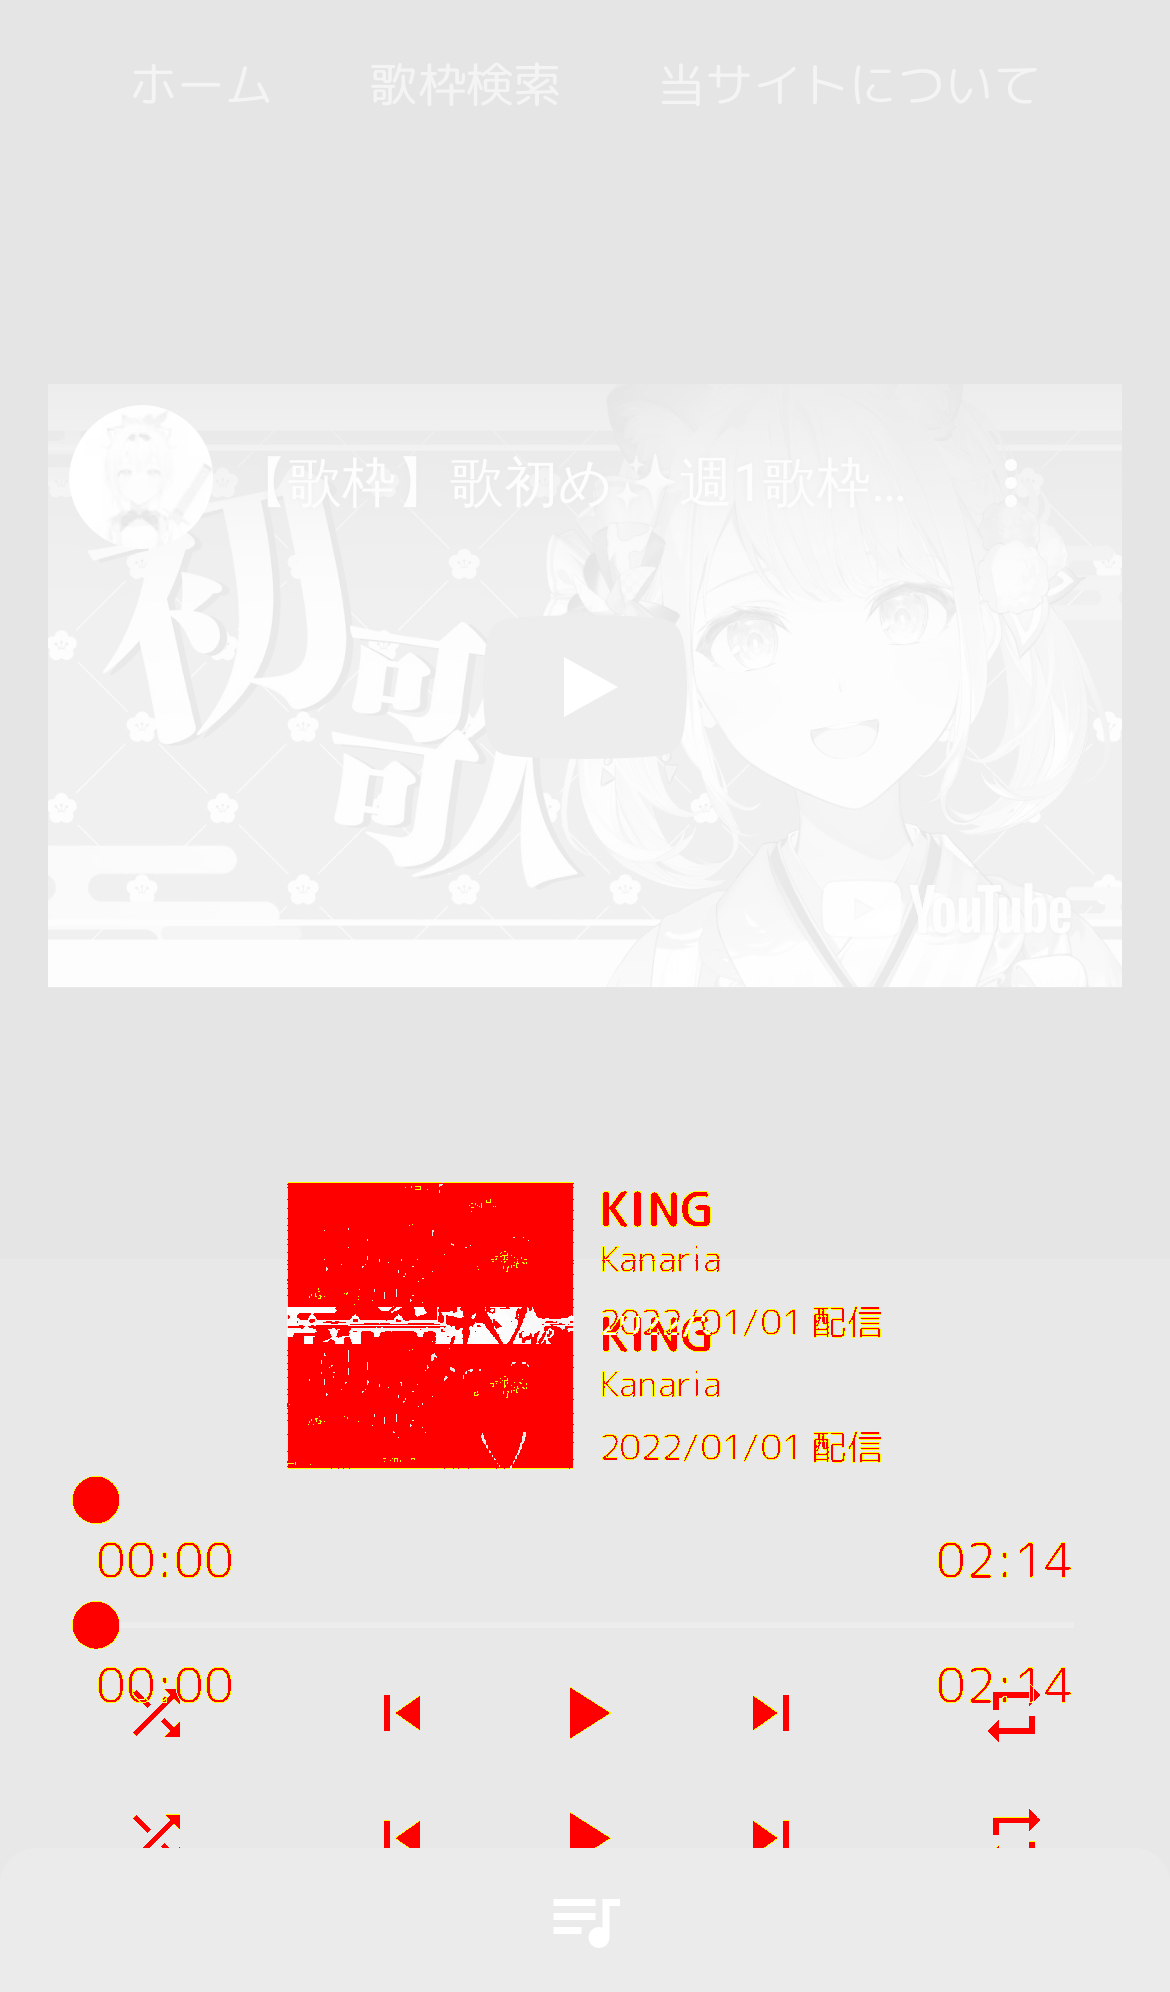 ホーム 歌枠検索 当サイトについて
【歌枠】歌初め✨週1歌枠...
初歌
YouTube
KING
Kanaria
2022/01/01 配信
KING
Kanaria
2022/01/01 配信
00:00 02:14
00:00 02:14